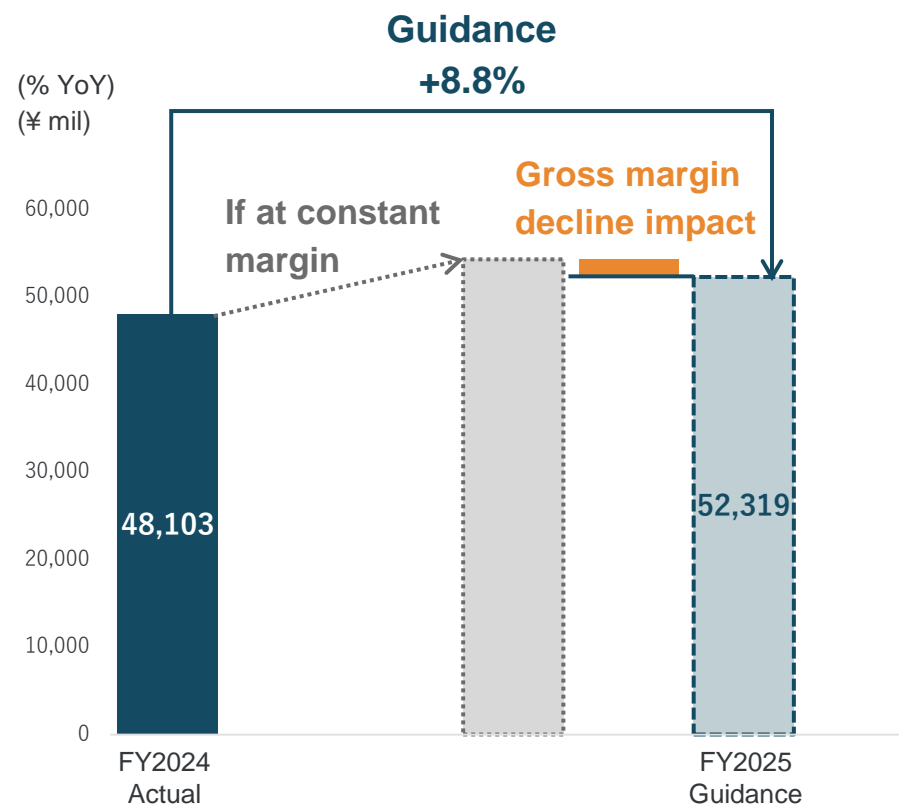 Guidance
+8.8%
(% YoY)
(¥ mil)
Gross margin
decline impact
If at constant
margin
60,000
50,000
40,000
30,000
20,000
10,000
0
48,103
52,319
FY2024
Actual
FY2025
Guidance